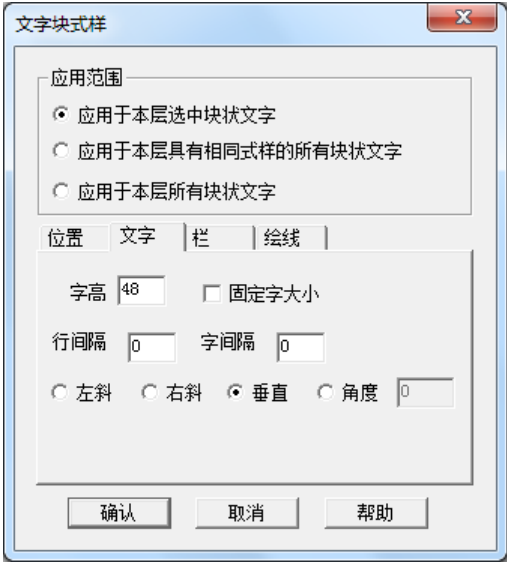 文字块式样
应用范围
应用于本层选中块状文字
应用于本层具有相同式样的所有块状文字
应用于本层所有块状文字
位置 文字 栏 绘线
字高 48 固定字大小
行间隔 0 字间隔 0
左斜 右斜 垂直 角度 0
确认 取消 帮助